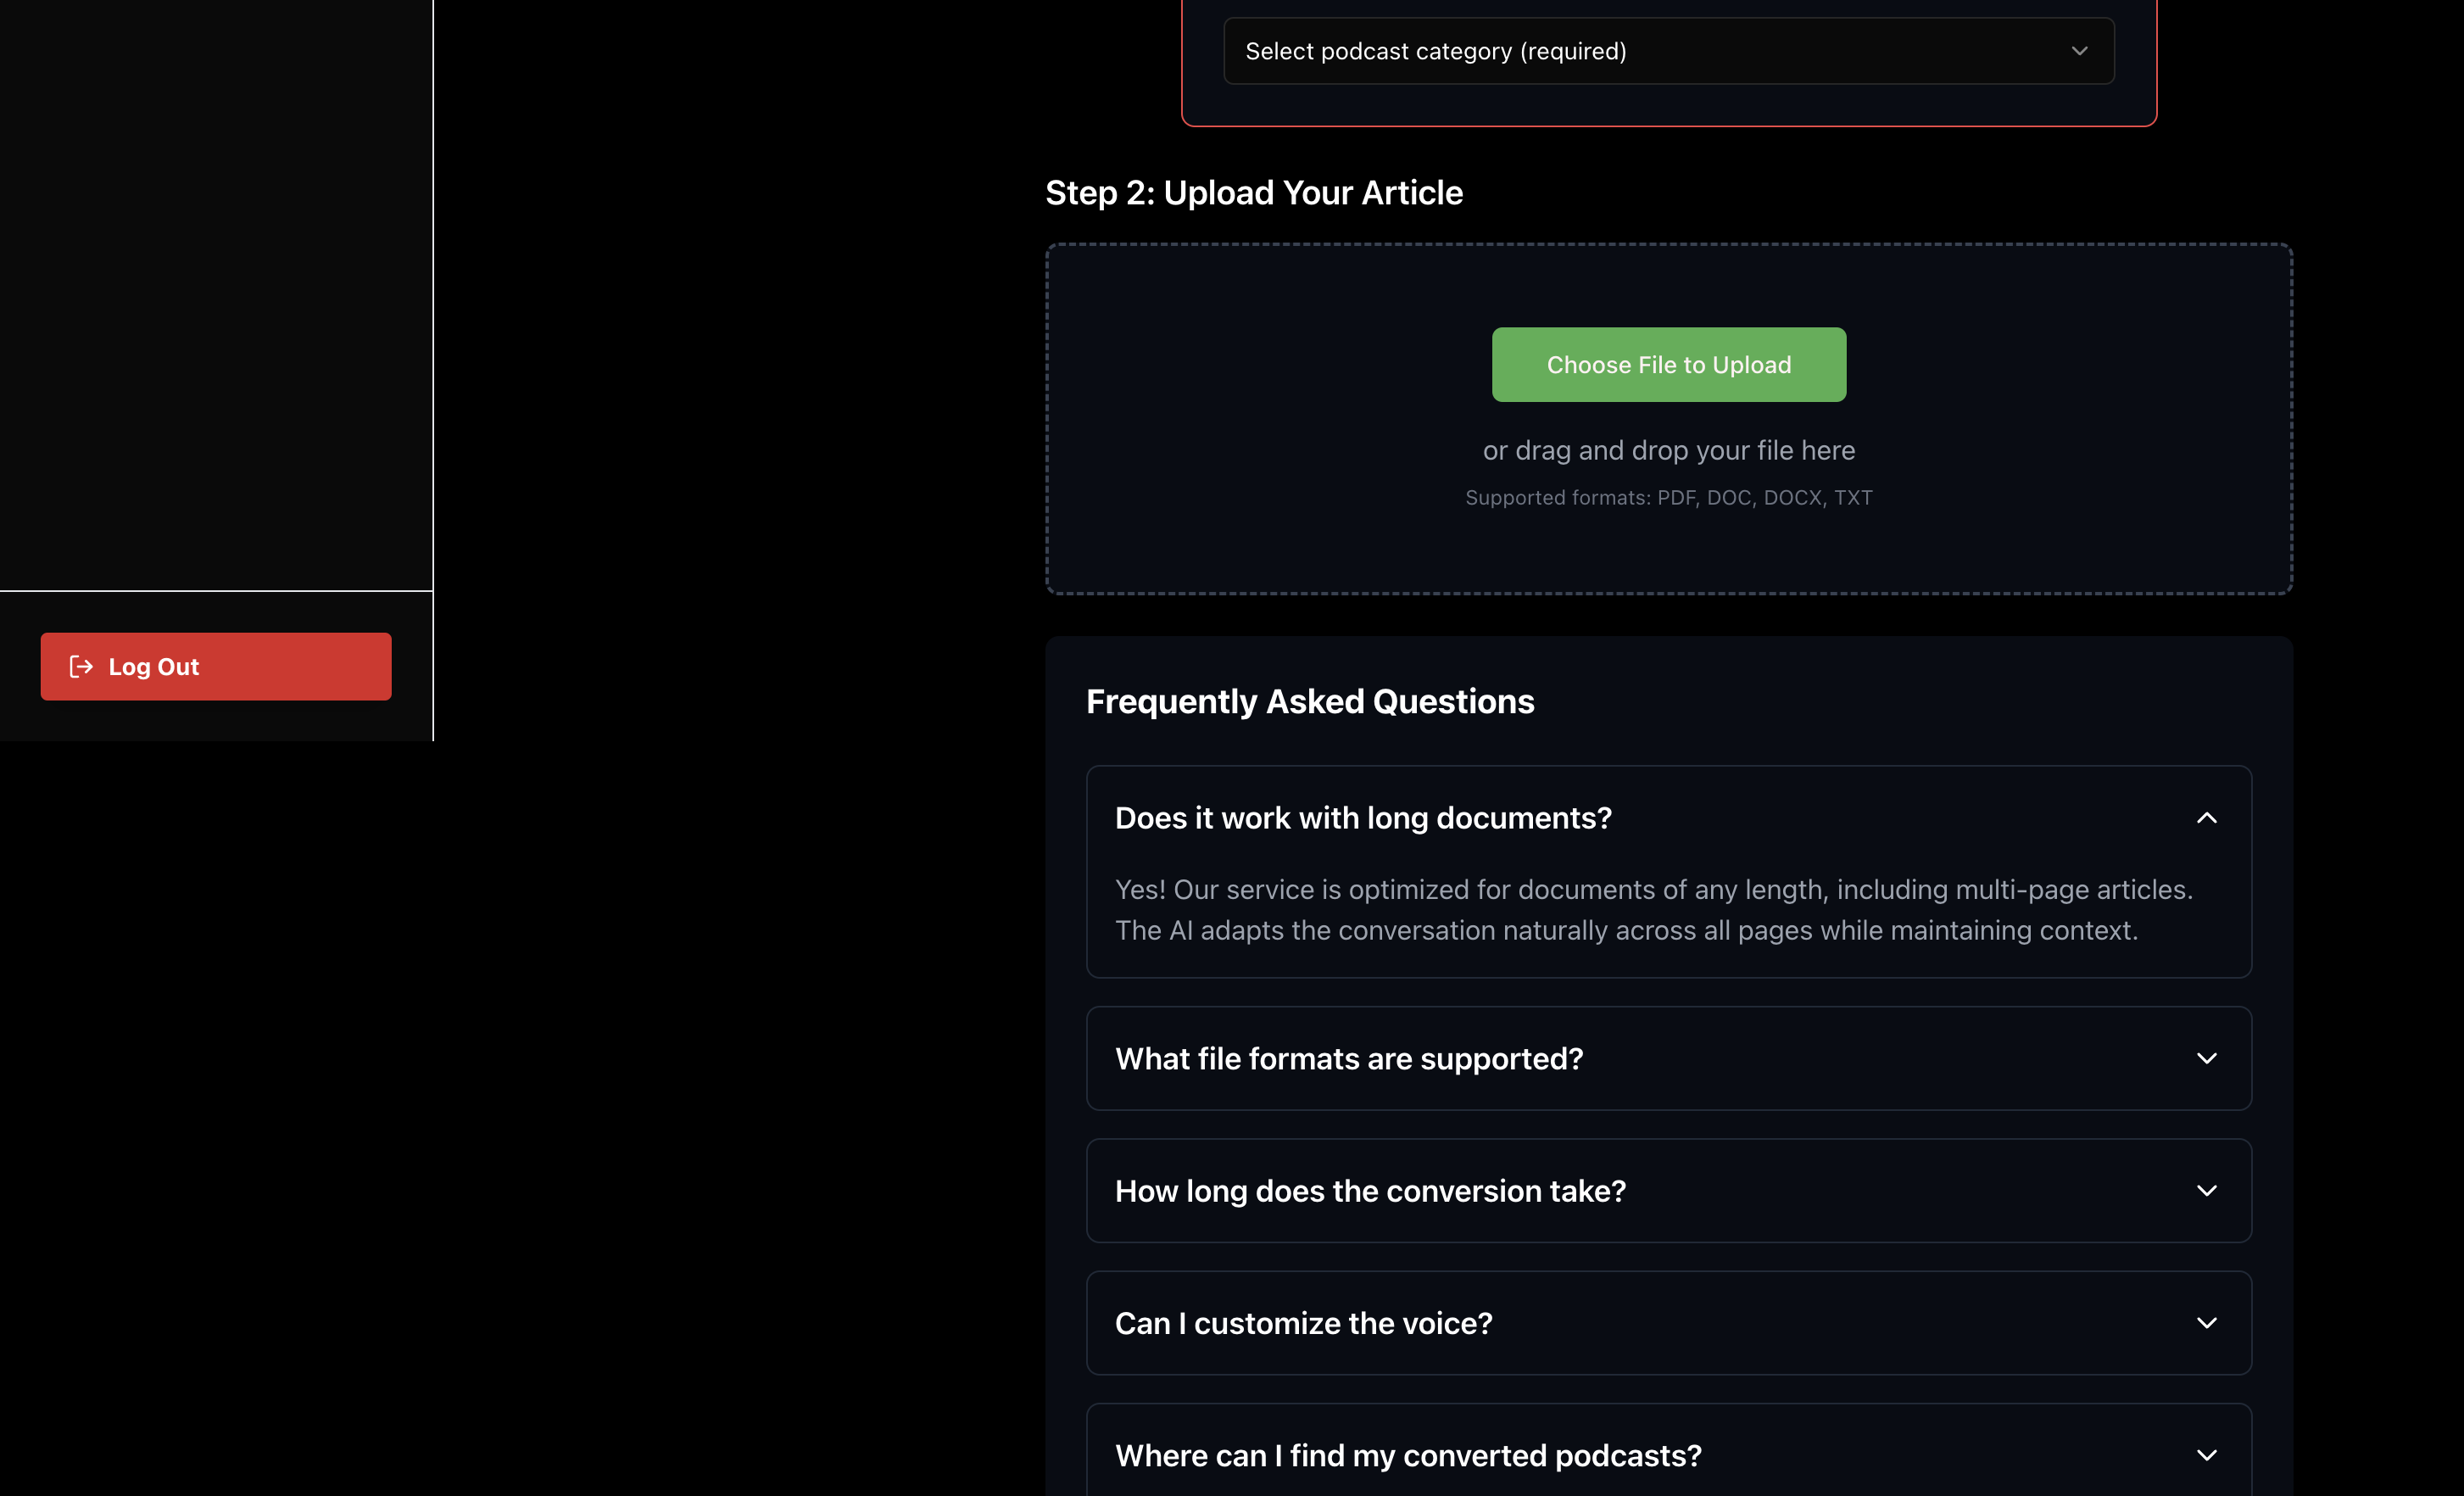 Select podcast category (required)
Step 2: Upload Your Article
Choose File to Upload
or drag and drop your file here
Supported formats: PDF, DOC, DOCX, TXT
Log Out
Frequently Asked Questions
Does it work with long documents?
Yes! Our service is optimized for documents of any length, including multi-page articles.
The AI adapts the conversation naturally across all pages while maintaining context.
What file formats are supported?
How long does the conversion take?
Can I customize the voice?
Where can I find my converted podcasts?